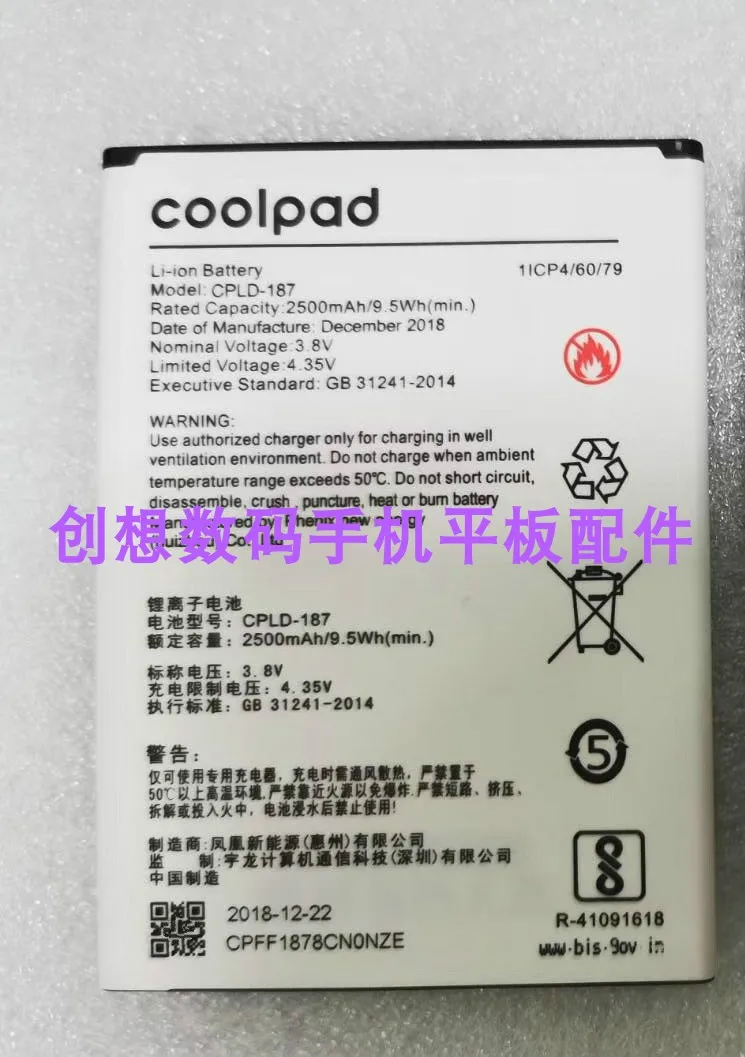 coolpad
Li-ion Battery
1ICP4/60/79
Model: CPLD-187
Rated Capacity:2500mAh/9.5Wh(min.)
Date of Manufacture: December 2018
Nominal Voltage:3.8V
Limited Voltage:4.35V
Executive Standard: GB 31241-2014
WARNING:
Use authorized charger only for charging in well
ventilation environment. Do not charge when ambient
temperature range exceeds 50℃. Do not short circuit,
disassemble, crush , puncture, heat or burn battery
by: Phenix new energy
Co., Ltd
创想数码手机平板配件
锂离子电池
电池型号: CPLD-187
额定容量: 2500mAh/9.5Wh(min.)
标称电压: 3.8V
充电限制电压: 4.35V
执行标准: GB 31241-2014
警告:
仅可使用专用充电器, 充电时需通风散热, 严禁置于
50℃以上高温环境,严禁靠近火源以免爆炸.严禁短路、挤压、
拆解或投入火中, 电池浸水后禁止使用!
制造商:凤凰新能源(惠州)有限公司
监 制:宇龙计算机通信科技(深圳)有限公司
中国制造
2018-12-22
CPFF1878CN0NZE
5
R-41091618
www.bis.gov in